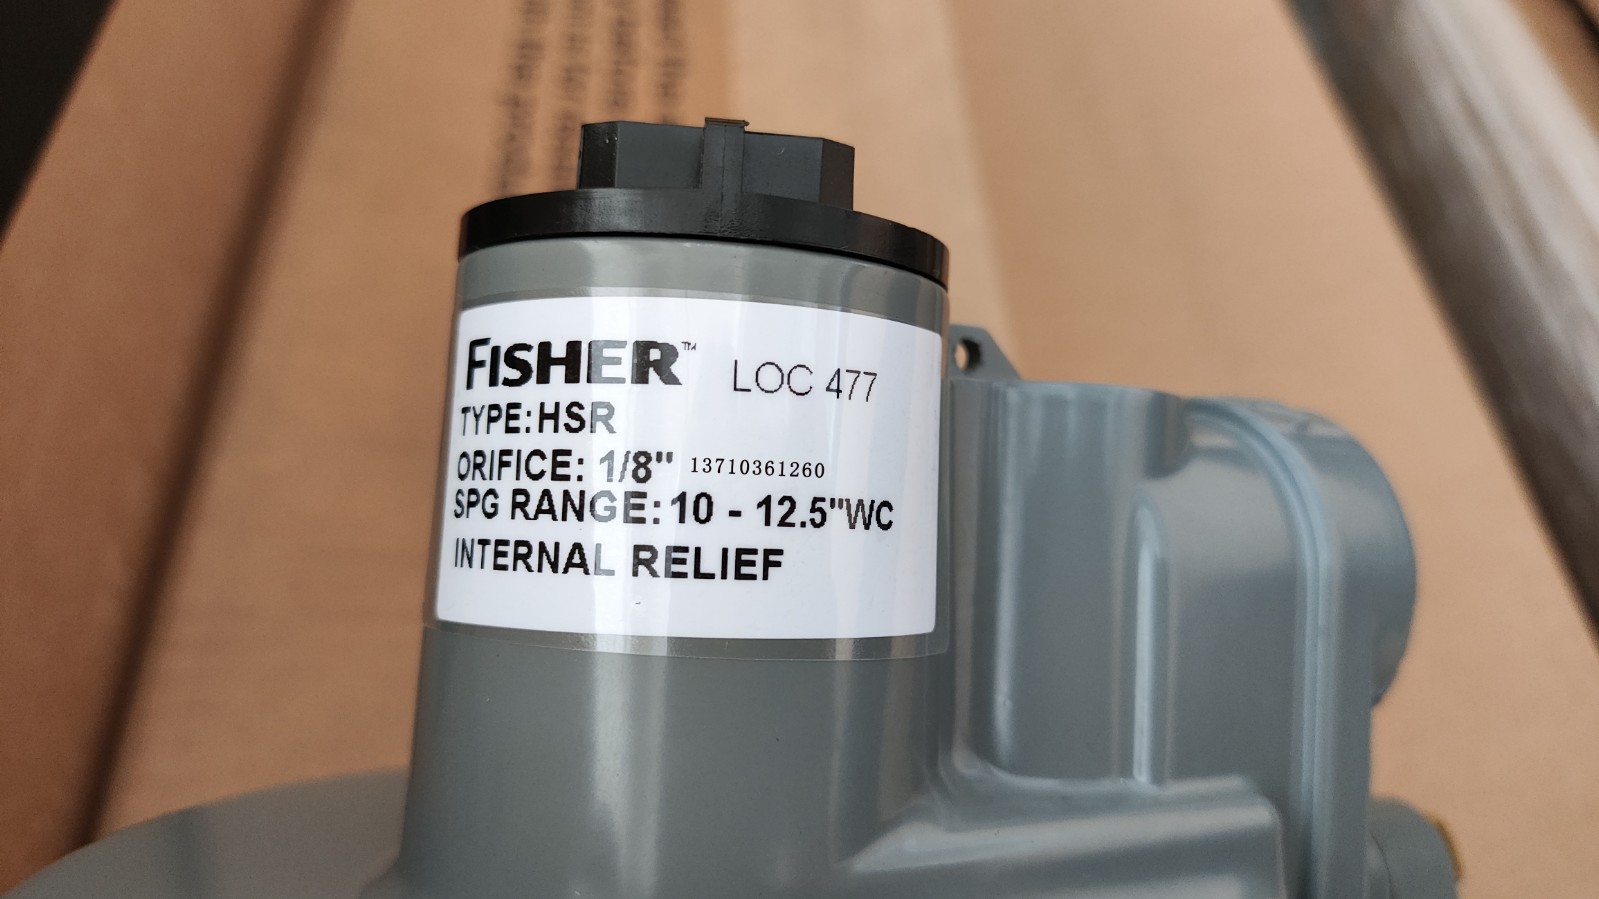 FISHER™ LOC 477
TYPE: HSR
ORIFICE: 1/8" 13710361260
SPG RANGE: 10 - 12.5"WC
INTERNAL RELIEF